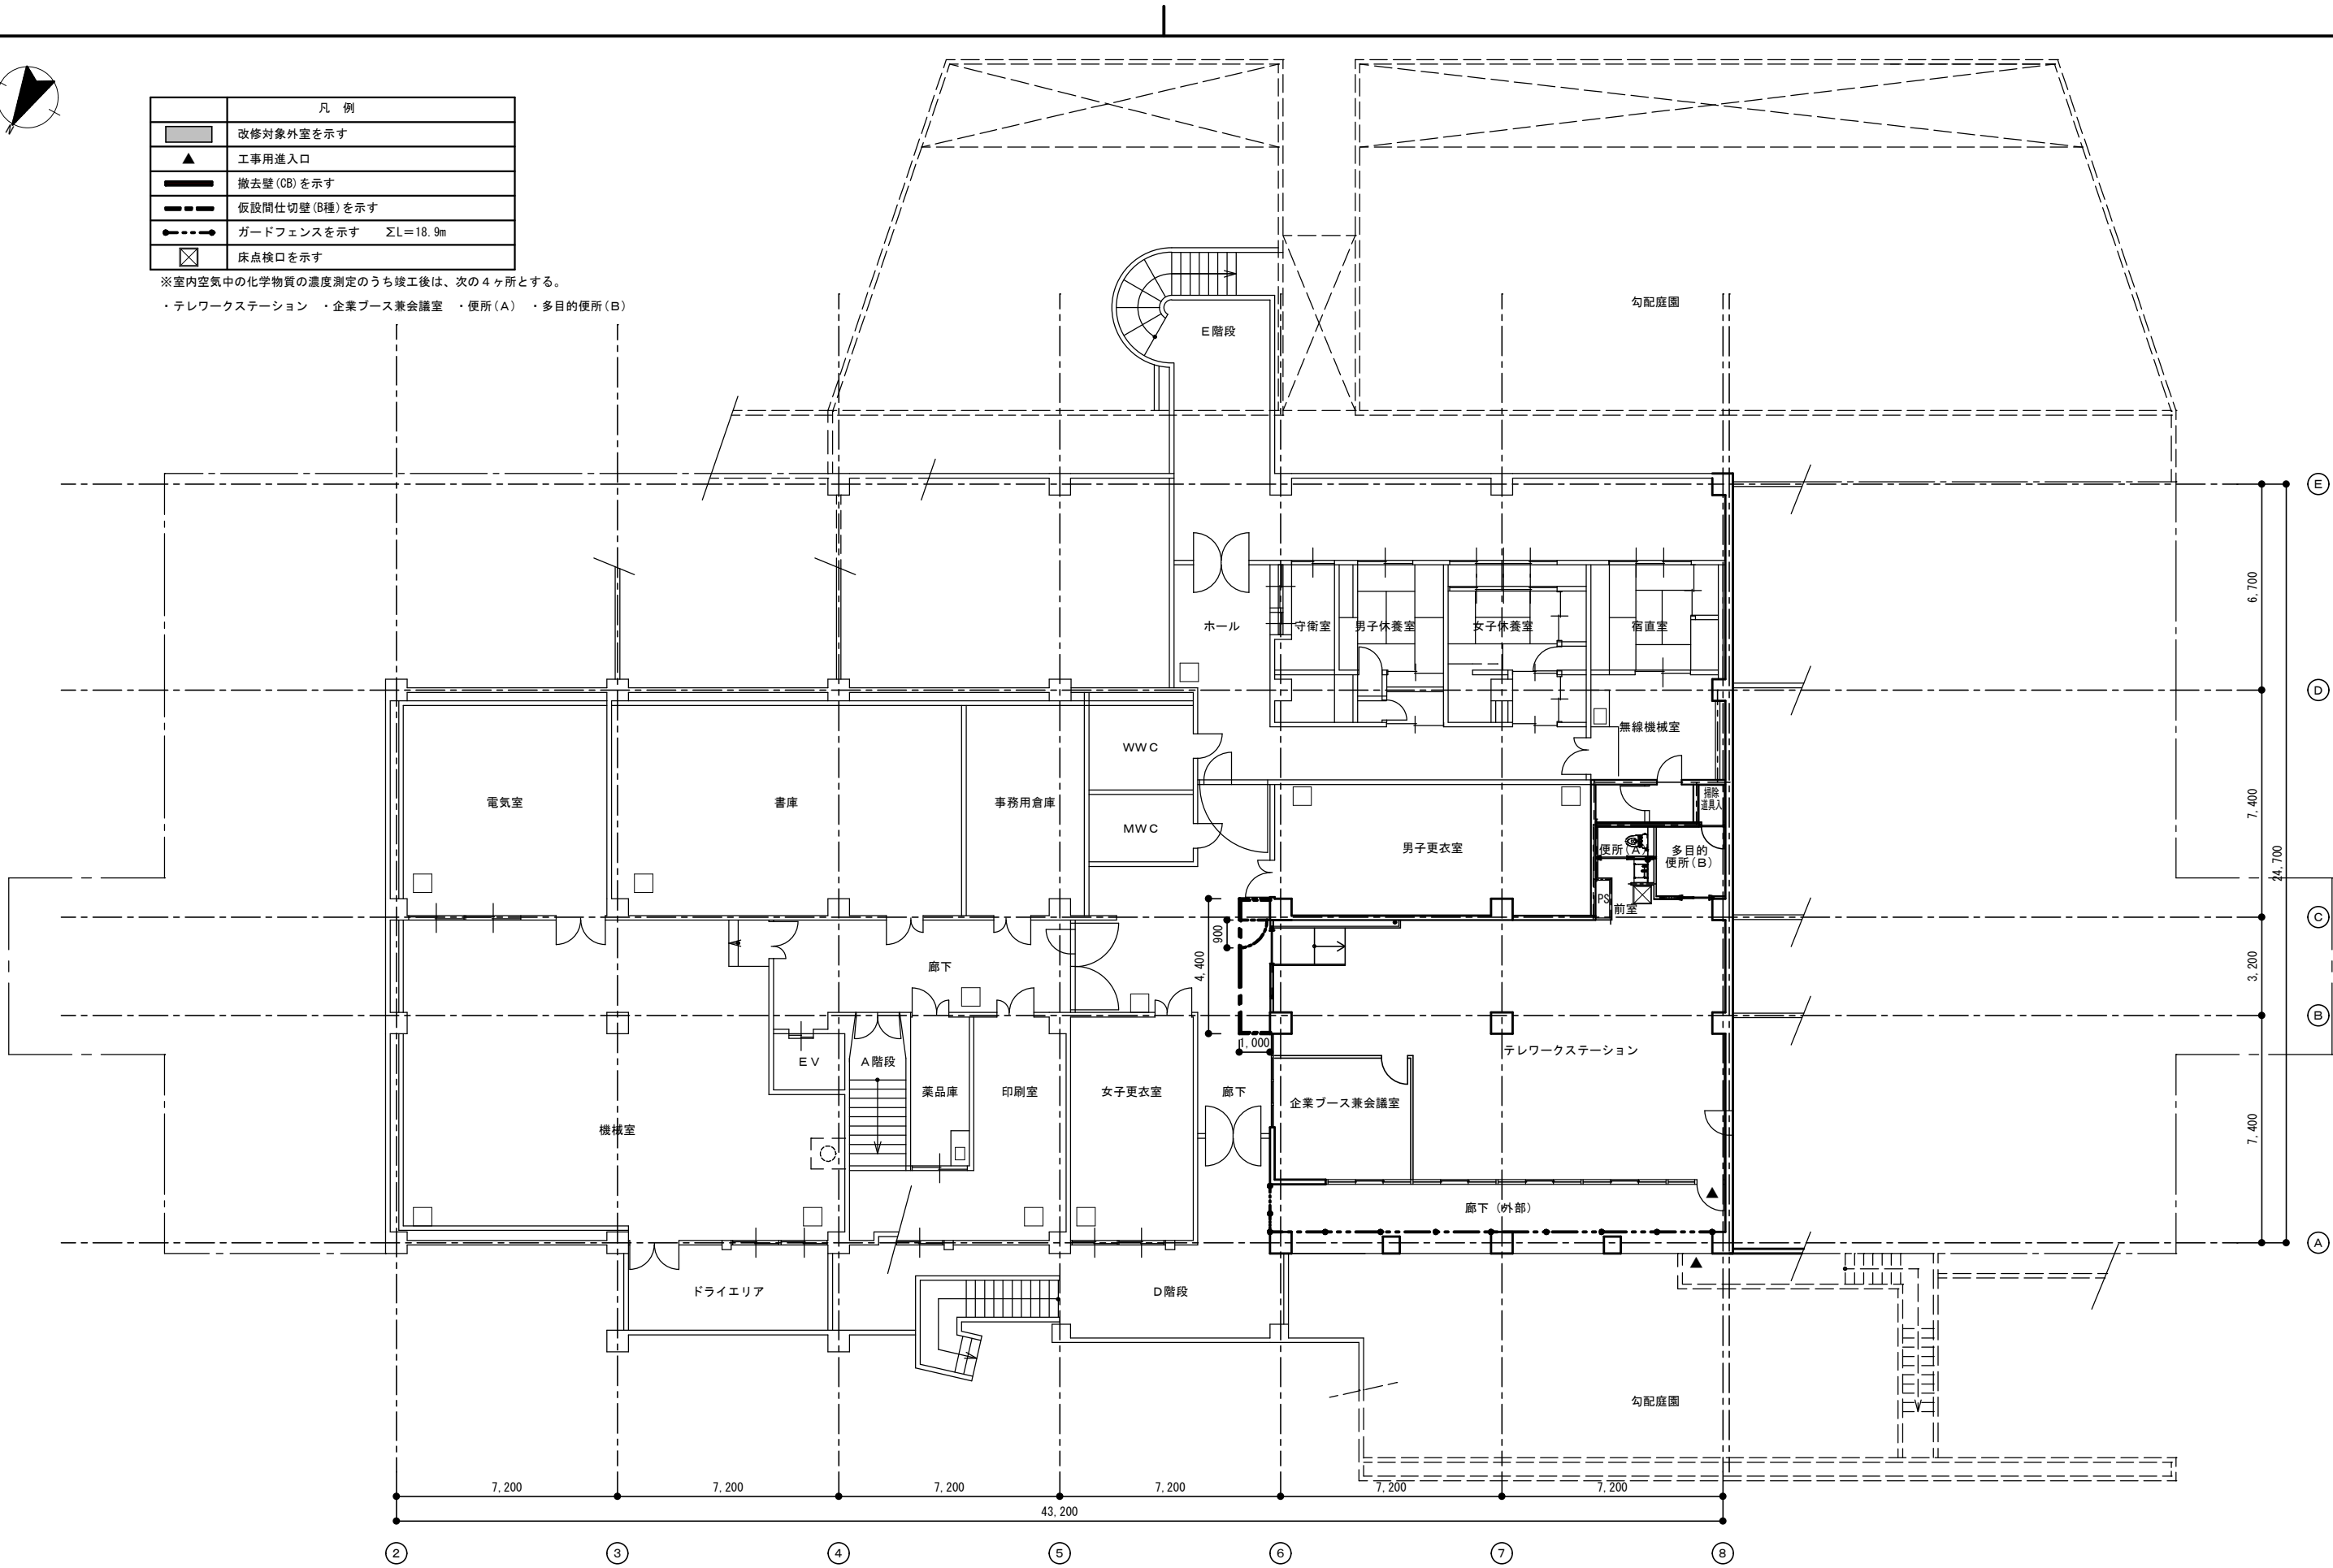 凡 例
改修対象外室を示す
工事用進入口
撤去壁(CB)を示す
仮設間仕切壁(B種)を示す
ガードフェンスを示す ΣL=18.9m
床点検口を示す
※室内空気中の化学物質の濃度測定のうち竣工後は、次の4ヶ所とする。
・テレワークステーション ・企業ブース兼会議室 ・便所(A) ・多目的便所(B)
N
勾配庭園
E階段
E
6,700
ホール
守衛室
男子休養室
女子休養室
宿直室
D
無線機械室
WWC
電気室
書庫
事務用倉庫
掃除
道具入
7,400
MWC
男子更衣室
便所(A)
多目的
便所(B)
24,700
PS
前室
C
900
4,400
廊下
3,200
B
1,000
テレワークステーション
EV
A階段
薬品庫
印刷室
女子更衣室
廊下
企業ブース兼会議室
機械室
7,400
廊下(外部)
A
ドライエリア
D階段
勾配庭園
7,200
7,200
7,200
7,200
7,200
7,200
43,200
2
3
4
5
6
7
8